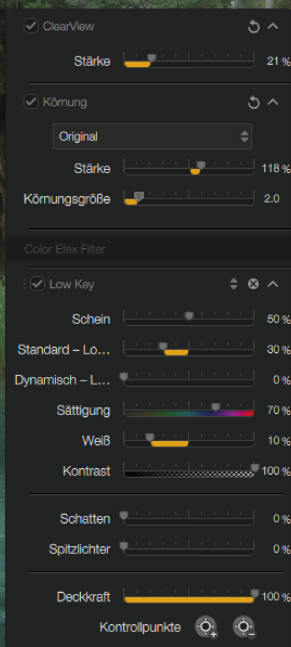 ClearView
Stärke 21 %
Körnung
Original
Stärke 118 %
Körnungsgröße 2.0
Color Efex Filter
Low Key
Schein 50 %
Standard – Lo... 30 %
Dynamisch – L... 0 %
Sättigung 70 %
Weiß 10 %
Kontrast 100 %
Schatten 0 %
Spitzlichter 0 %
Deckkraft 100 %
Kontrollpunkte